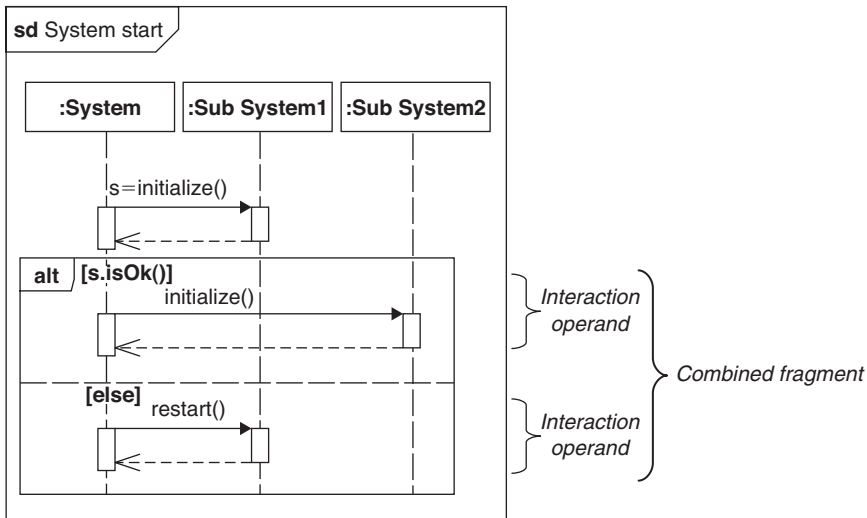 sd System start
:System :Sub System1 :Sub System2
s=initialize()
alt [s.isOk()]
initialize()
Interaction
operand
Combined fragment
[else]
restart()
Interaction
operand